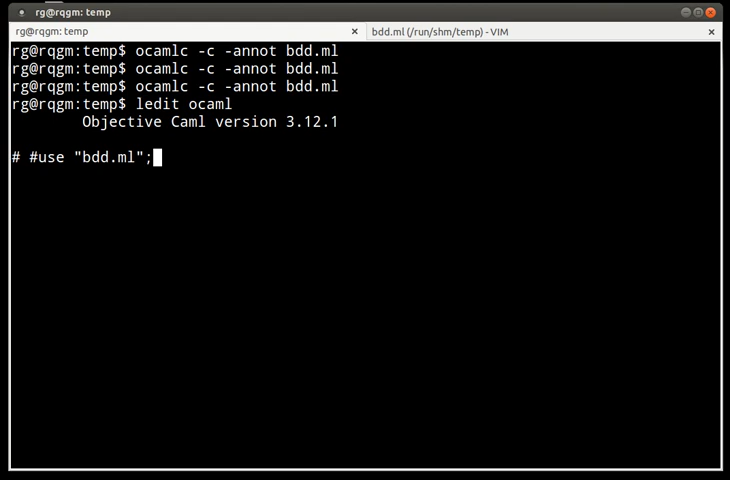 rg@rqgm: temp
rg@rqgm: temp
bdd.ml (/run/shm/temp) - VIM
rg@rqgm:temp$ ocamlc -c -annot bdd.ml
rg@rqgm:temp$ ocamlc -c -annot bdd.ml
rg@rqgm:temp$ ocamlc -c -annot bdd.ml
rg@rqgm:temp$ ledit ocaml
Objective Caml version 3.12.1
# #use "bdd.ml";